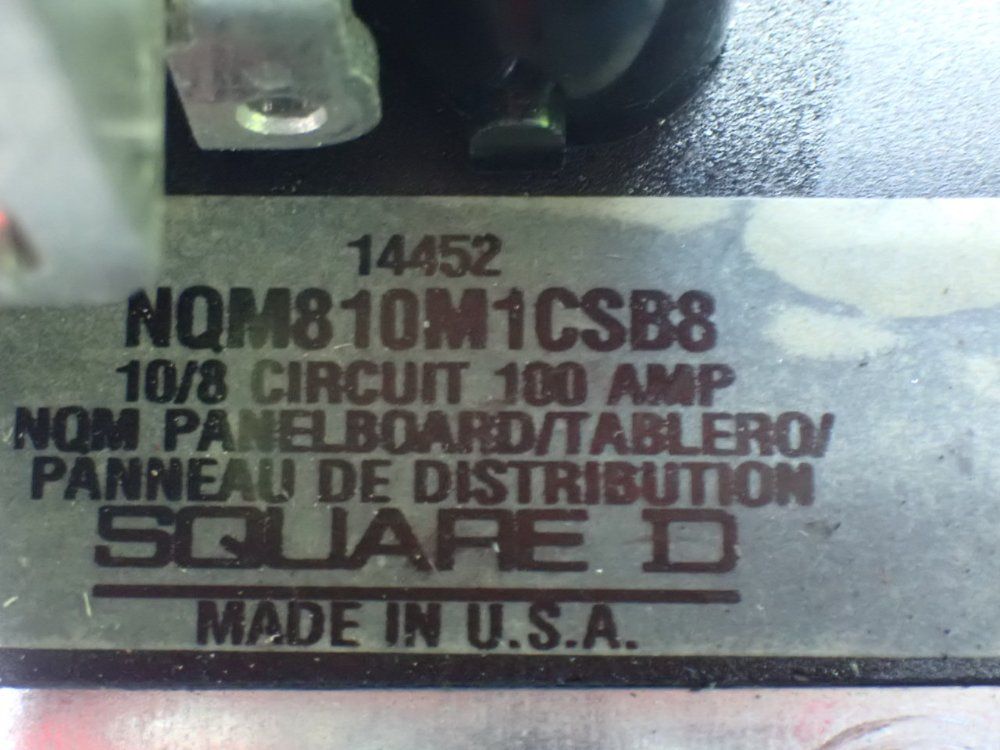 14452
NQM810M1CSB8
10/8 CIRCUIT 100 AMP
NQM PANELBOARD/TABLERO/
PANNEAU DE DISTRIBUTION
SQUARE D
MADE IN U.S.A.